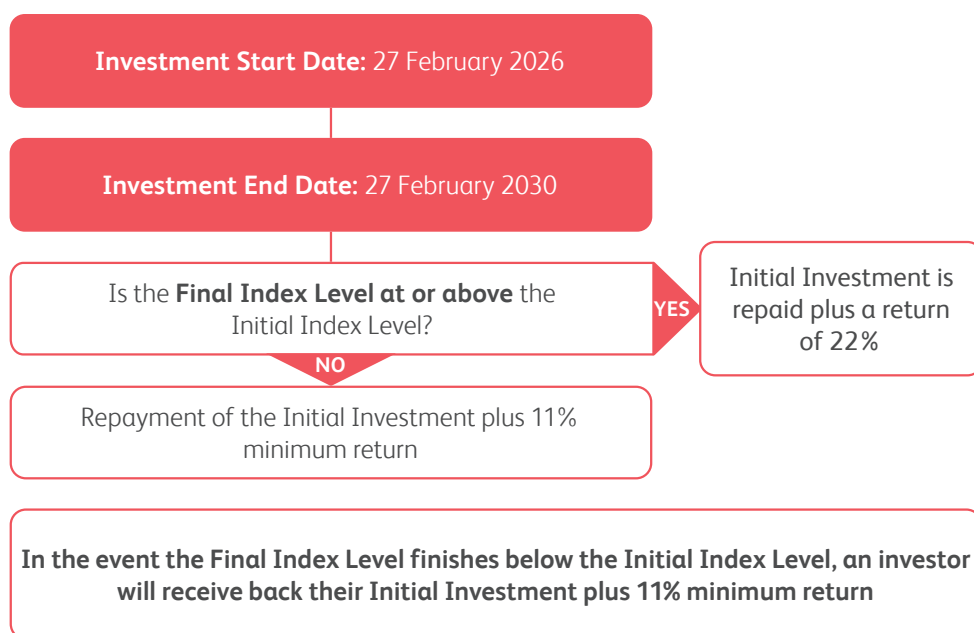 Investment Start Date: 27 February 2026
Investment End Date: 27 February 2030
Is the Final Index Level at or above the
Initial Index Level?
YES
Initial Investment is
repaid plus a return
of 22%
NO
Repayment of the Initial Investment plus 11%
minimum return
In the event the Final Index Level finishes below the Initial Index Level, an investor
will receive back their Initial Investment plus 11% minimum return